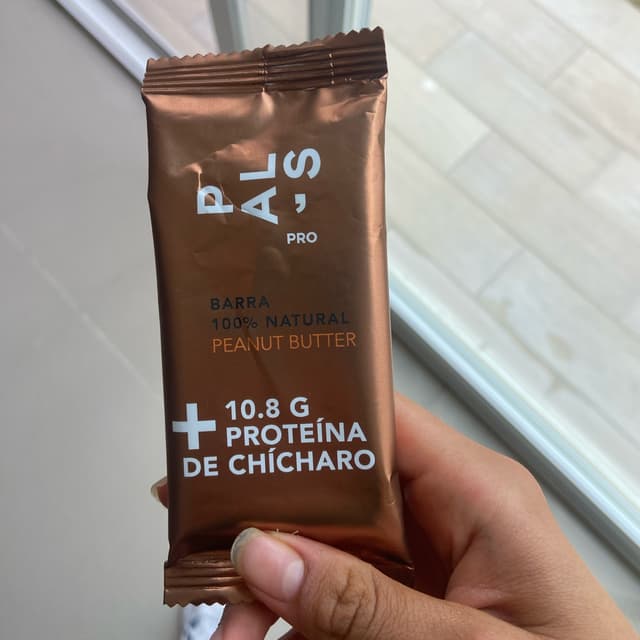 PAL'S
PRO
BARRA
100% NATURAL
PEANUT BUTTER
+ 10.8 G
PROTEÍNA
DE CHÍCHARO